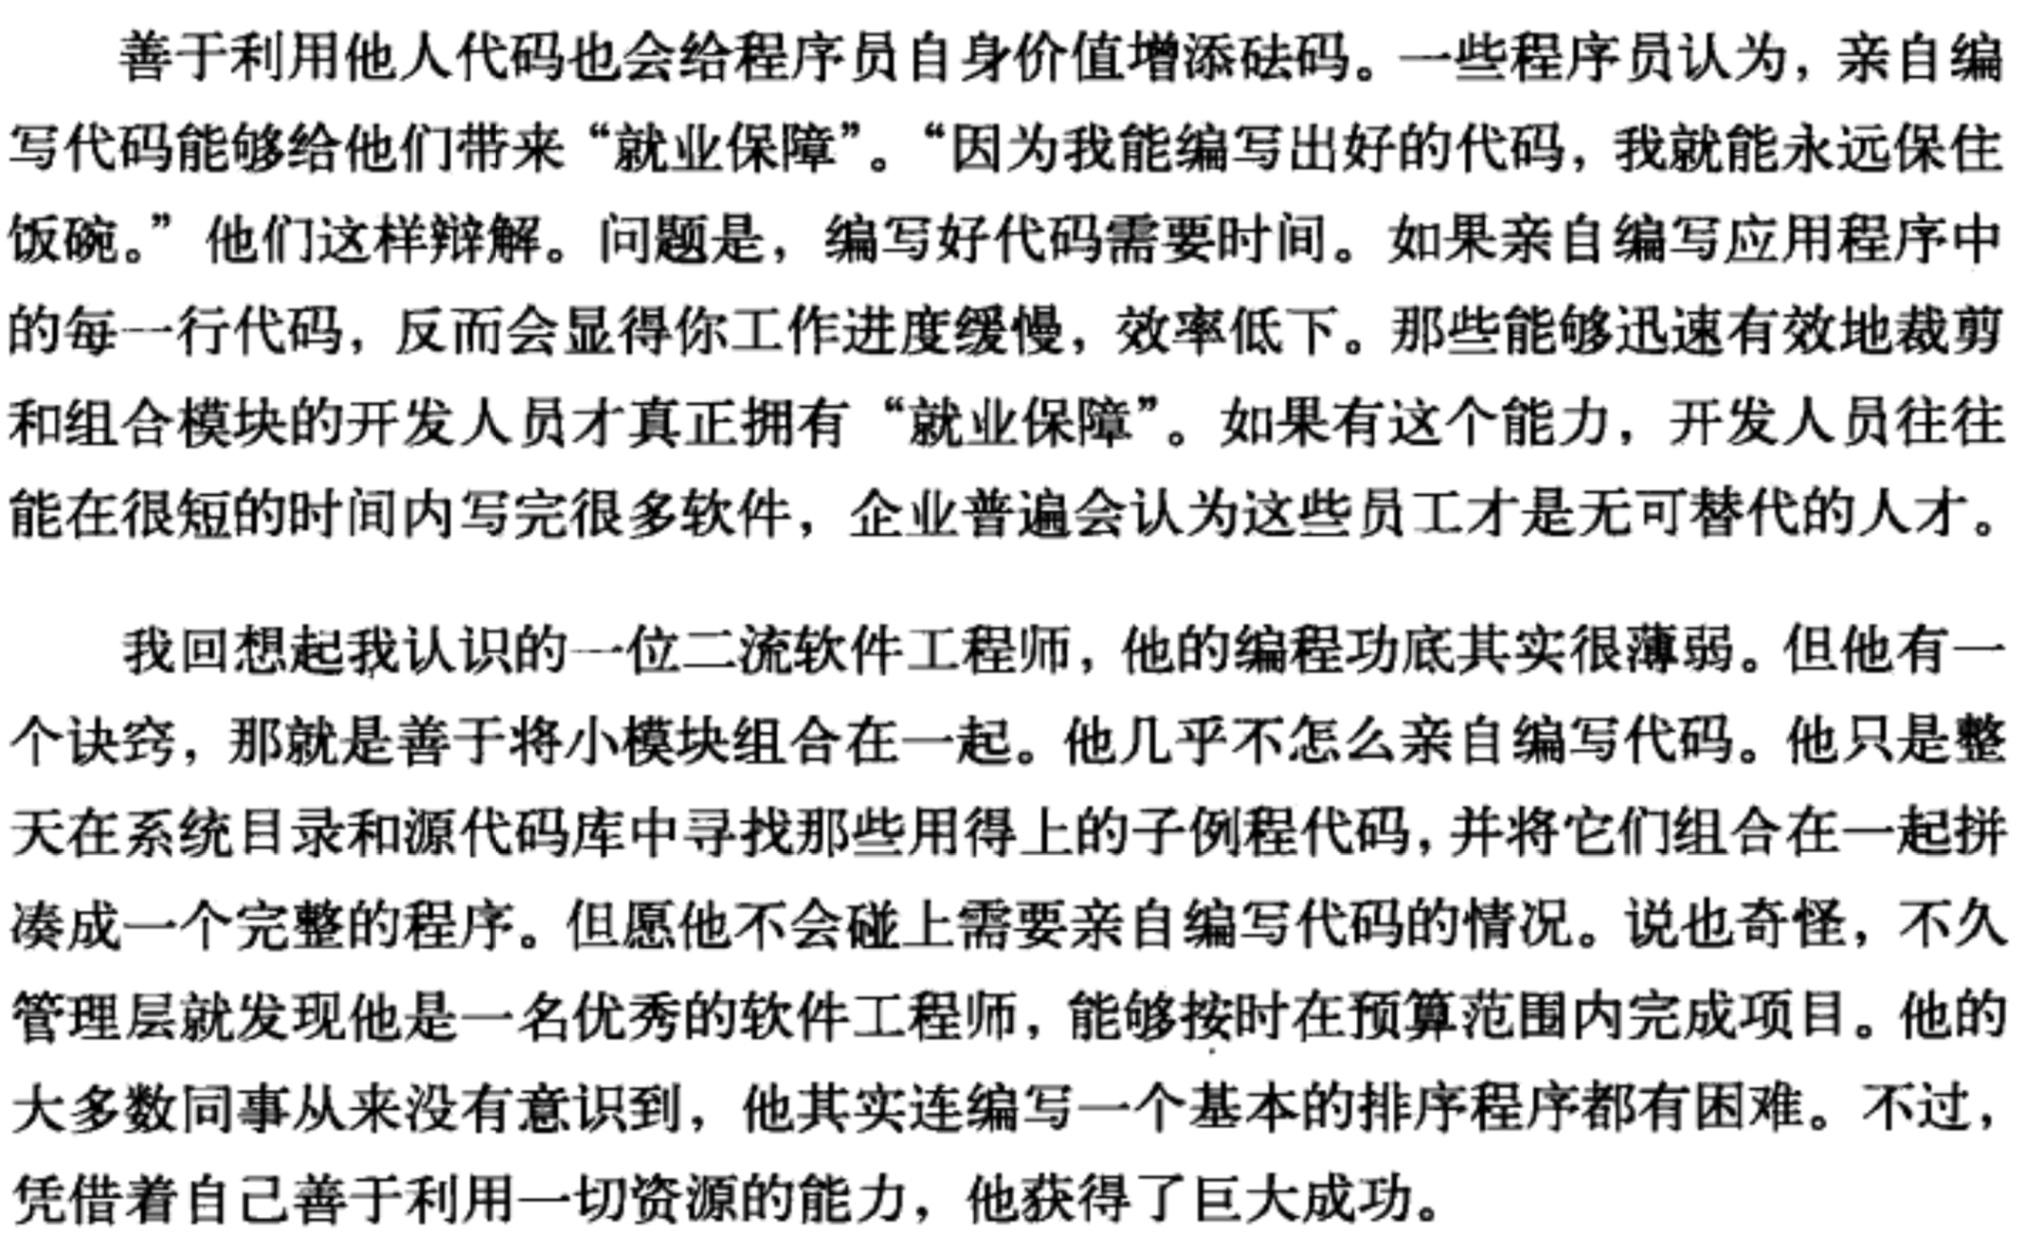 善于利用他人代码也会给程序员自身价值增添砝码。一些程序员认为，亲自编
写代码能够给他们带来“就业保障”。“因为我能编写出好的代码，我就能永远保住
饭碗。”他们这样辩解。问题是，编写好代码需要时间。如果亲自编写应用程序中
的每一行代码，反而会显得你工作进度缓慢，效率低下。那些能够迅速有效地裁剪
和组合模块的开发人员才真正拥有“就业保障”。如果有这个能力，开发人员往往
能在很短的时间内写完很多软件，企业普遍会认为这些员工才是无可替代的人才。
我回想起我认识的一位二流软件工程师，他的编程功底其实很薄弱。但他有一
个诀窍，那就是善于将小模块组合在一起。他几乎不怎么亲自编写代码。他只是整
天在系统目录和源代码库中寻找那些用得上的子例程代码，并将它们组合在一起拼
凑成一个完整的程序。但愿他不会碰上需要亲自编写代码的情况。说也奇怪，不久
管理层就发现他是一名优秀的软件工程师，能够按时在预算范围内完成项目。他的
大多数同事从来没有意识到，他其实连编写一个基本的排序程序都有困难。不过，
凭借着自己善于利用一切资源的能力，他获得了巨大成功。